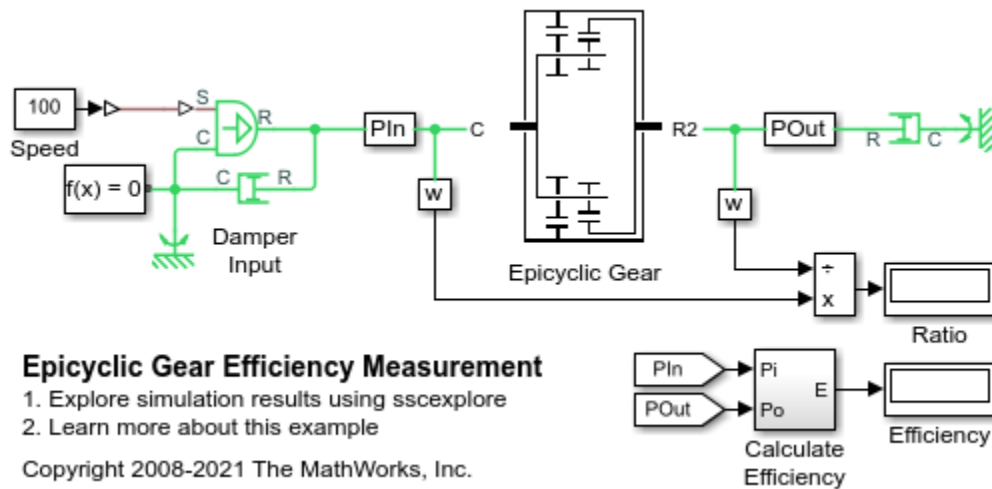 100
Speed
f(x) = 0
S
C
R
C
R
Damper
Input
PIn
C
w
Epicyclic Gear
R2
w
POut
R
C
÷
x
Ratio
Epicyclic Gear Efficiency Measurement
1. Explore simulation results using sscexplore
2. Learn more about this example
Copyright 2008-2021 The MathWorks, Inc.
PIn
POut
Pi
Po
E
Calculate
Efficiency
Efficiency